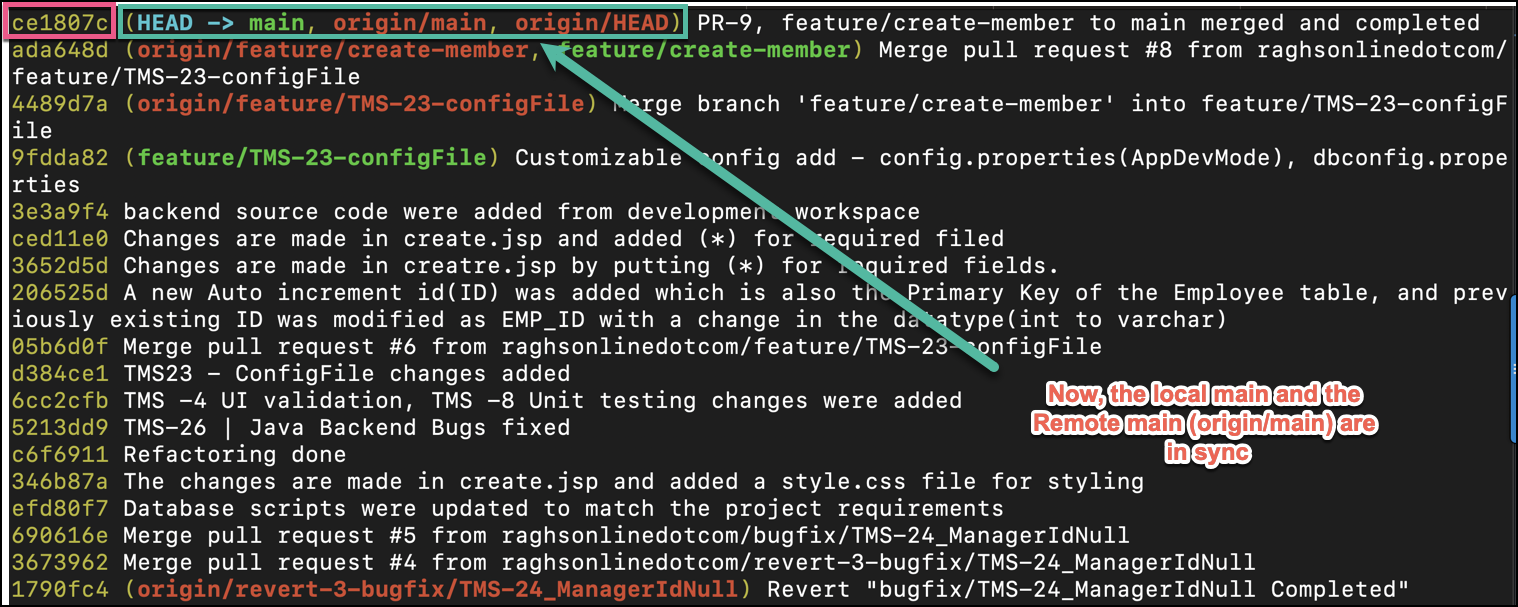 ce1807c (HEAD -> main, origin/main, origin/HEAD) PR-9, feature/create-member to main merged and completed
ada648d (origin/feature/create-member, feature/create-member) Merge pull request #8 from raghsonlinedotcom/
feature/TMS-23-configFile
4489d7a (origin/feature/TMS-23-configFile) Merge branch 'feature/create-member' into feature/TMS-23-configF
ile
9fdda82 (feature/TMS-23-configFile) Customizable config add – config.properties(AppDevMode), dbconfig.prope
rties
3e3a9f4 backend source code were added from development workspace
ced11e0 Changes are made in create.jsp and added (*) for required filed
3652d5d Changes are made in creatre.jsp by putting (*) for required fields.
206525d A new Auto increment id(ID) was added which is also the Primary Key of the Employee table, and prev
iously existing ID was modified as EMP_ID with a change in the datatype(int to varchar)
05b6d0f Merge pull request #6 from raghsonlinedotcom/feature/TMS-23-configFile
d384ce1 TMS23 – ConfigFile changes added
6cc2cfb TMS -4 UI validation, TMS -8 Unit testing changes were added
Now, the local main and the
Remote main (origin/main) are
in sync
5213dd9 TMS-26 | Java Backend Bugs fixed
c6f6911 Refactoring done
346b87a The changes are made in create.jsp and added a style.css file for styling
efd80f7 Database scripts were updated to match the project requirements
690616e Merge pull request #5 from raghsonlinedotcom/bugfix/TMS-24_ManagerIdNull
3673962 Merge pull request #4 from raghsonlinedotcom/revert-3-bugfix/TMS-24_ManagerIdNull
1790fc4 (origin/revert-3-bugfix/TMS-24_ManagerIdNull) Revert "bugfix/TMS-24_ManagerIdNull Completed"